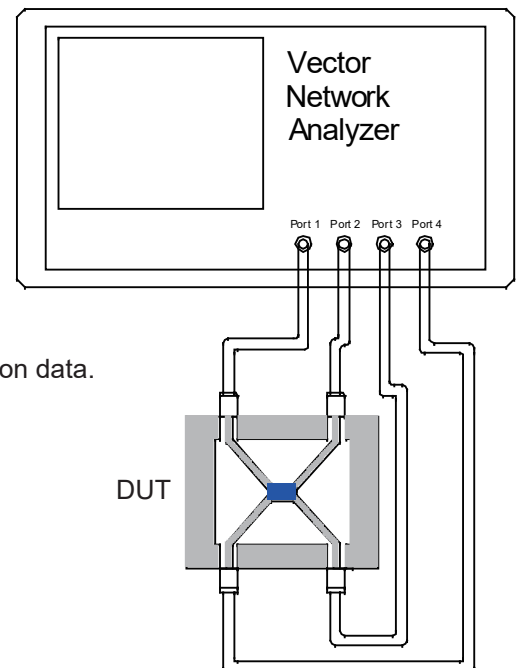 Vector
Network
Analyzer
Port 1 Port 2 Port 3 Port 4
on data.
DUT